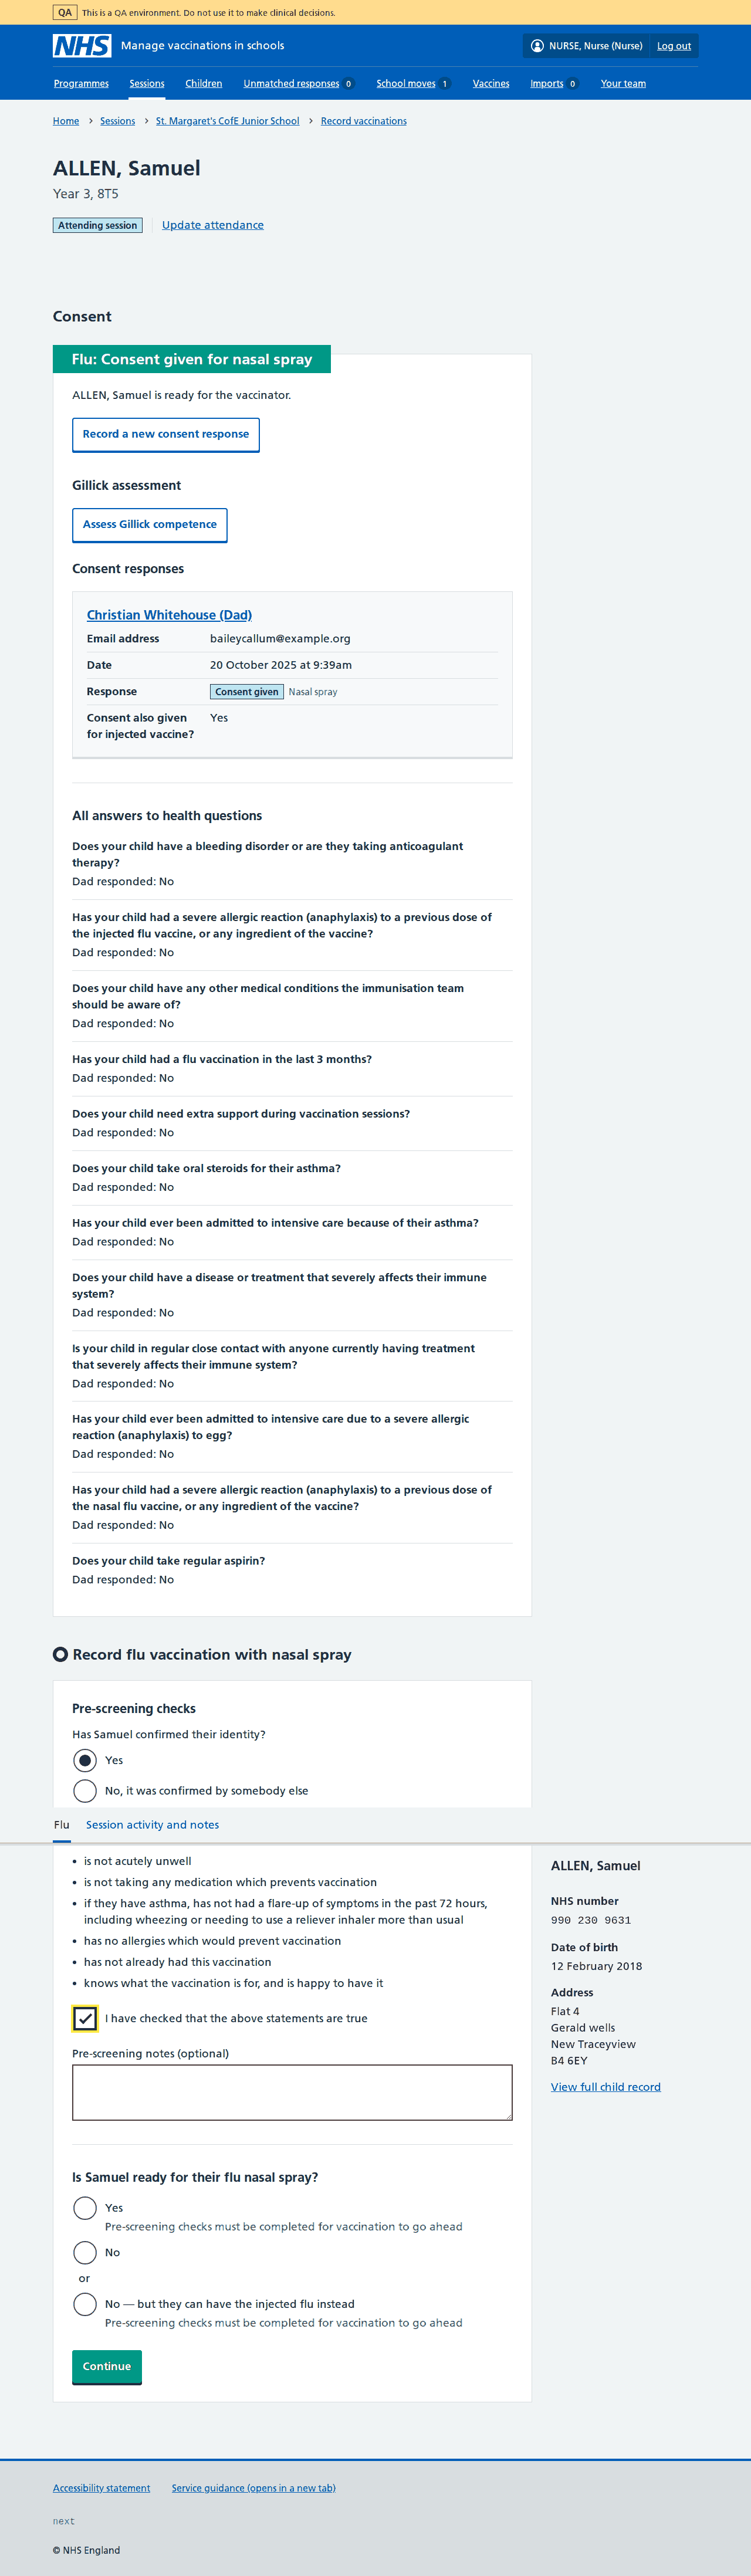 QA This is a QA environment. Do not use it to make clinical decisions.
NHS Manage vaccinations in schools NURSE, Nurse (Nurse) Log out
Programmes Sessions Children Unmatched responses 0 School moves 1 Vaccines Imports 0 Your team
Home > Sessions > St. Margaret's CofE Junior School > Record vaccinations
ALLEN, Samuel
Year 3, 8T5
Attending session Update attendance
Consent
Flu: Consent given for nasal spray
ALLEN, Samuel is ready for the vaccinator.
Record a new consent response
Gillick assessment
Assess Gillick competence
Consent responses
Christian Whitehouse (Dad)
Email address baileycallum@example.org
Date 20 October 2025 at 9:39am
Response Consent given Nasal spray
Consent also given Yes
for injected vaccine?
All answers to health questions
Does your child have a bleeding disorder or are they taking anticoagulant
therapy?
Dad responded: No
Has your child had a severe allergic reaction (anaphylaxis) to a previous dose of
the injected flu vaccine, or any ingredient of the vaccine?
Dad responded: No
Does your child have any other medical conditions the immunisation team
should be aware of?
Dad responded: No
Has your child had a flu vaccination in the last 3 months?
Dad responded: No
Does your child need extra support during vaccination sessions?
Dad responded: No
Does your child take oral steroids for their asthma?
Dad responded: No
Has your child ever been admitted to intensive care because of their asthma?
Dad responded: No
Does your child have a disease or treatment that severely affects their immune
system?
Dad responded: No
Is your child in regular close contact with anyone currently having treatment
that severely affects their immune system?
Dad responded: No
Has your child ever been admitted to intensive care due to a severe allergic
reaction (anaphylaxis) to egg?
Dad responded: No
Has your child had a severe allergic reaction (anaphylaxis) to a previous dose of
the nasal flu vaccine, or any ingredient of the vaccine?
Dad responded: No
Does your child take regular aspirin?
Dad responded: No
Record flu vaccination with nasal spray
Pre-screening checks
Has Samuel confirmed their identity?
Yes
No, it was confirmed by somebody else
Flu Session activity and notes
is not acutely unwell
is not taking any medication which prevents vaccination
if they have asthma, has not had a flare-up of symptoms in the past 72 hours,
including wheezing or needing to use a reliever inhaler more than usual
has no allergies which would prevent vaccination
has not already had this vaccination
knows what the vaccination is for, and is happy to have it
I have checked that the above statements are true
Pre-screening notes (optional)
Is Samuel ready for their flu nasal spray?
Yes
Pre-screening checks must be completed for vaccination to go ahead
No
or
No — but they can have the injected flu instead
Pre-screening checks must be completed for vaccination to go ahead
Continue
ALLEN, Samuel
NHS number
990 230 9631
Date of birth
12 February 2018
Address
Flat 4
Gerald wells
New Traceyview
B4 6EY
View full child record
Accessibility statement Service guidance (opens in a new tab)
next
© NHS England